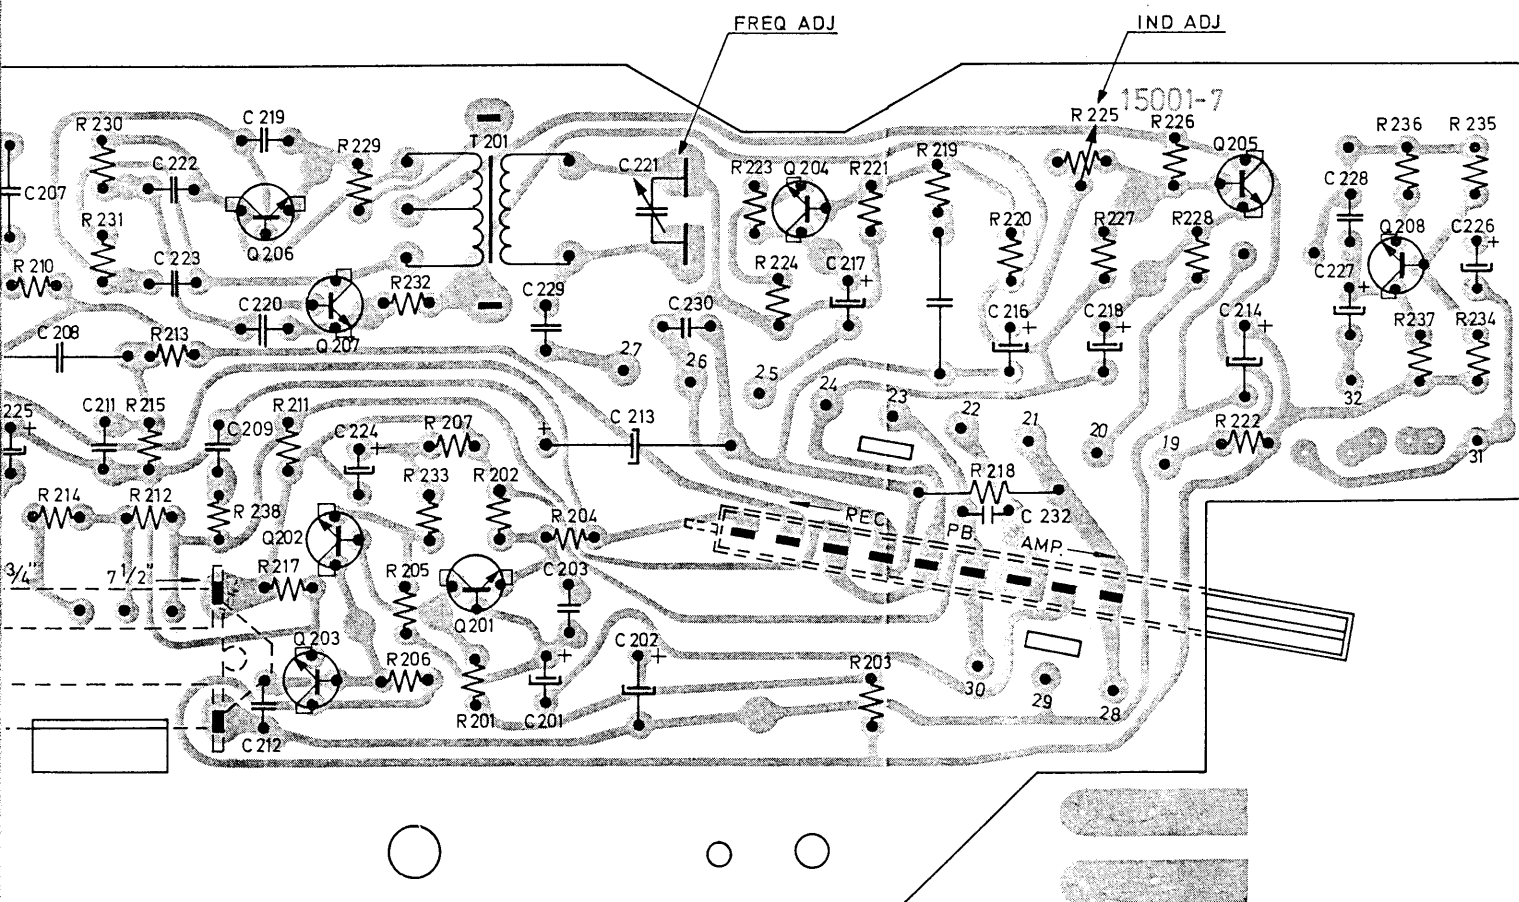 FREQ ADJ
IND ADJ
15001-7
R 230
C 219
R 229
T 201
C 222
C 221
R 223
Q 204
R 221
R 219
R 225
R 226
Q 205
R 236
R 235
C 207
R 231
Q 206
C 228
R 220
R 227
R 228
Q 208
C 226
+
R 210
C 223
R 232
C 220
C 229
R 224
C 217
+
C 227
+
Q 207
C 230
C 216
+
C 218
+
C 214
+
R 237
R 234
C 208
R 213
27
26
25
24
23
22
21
20
19
32
31
225
+
C 211
R 215
C 209
R 211
C 224
+
R 207
+
C 213
R 222
R 214
R 212
R 238
R 233
R 202
R 218
Q 202
R 204
C 232
REC.
PB.
AMP.
3/4"
7 1/2"
R 217
R 205
Q 201
C 203
Q 203
R 206
C 202
+
+
R 203
30
29
28
C 212
R 201
C 201